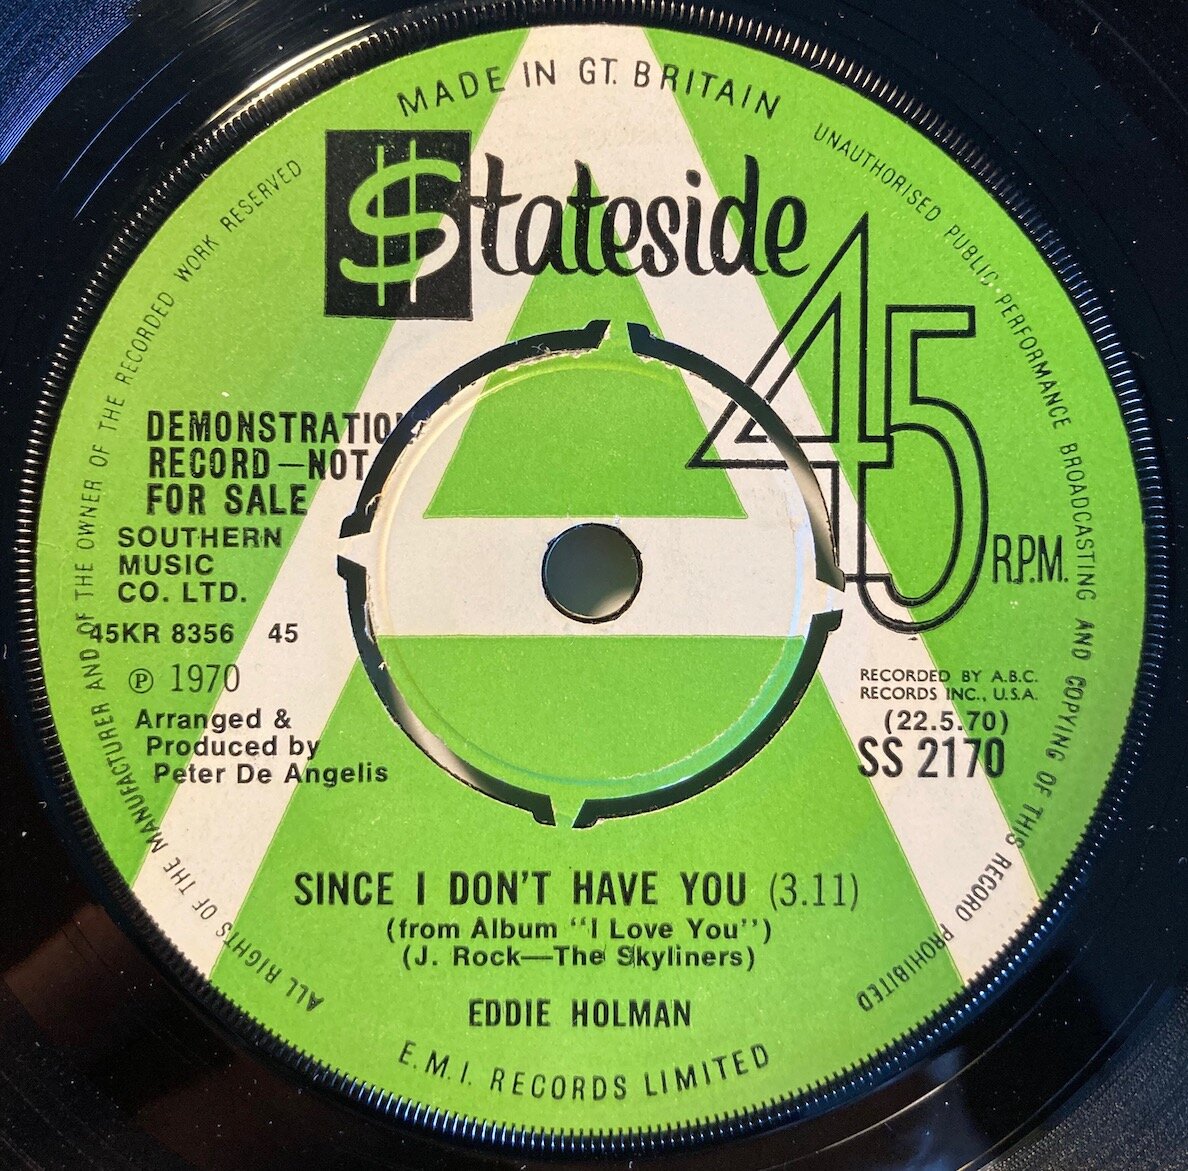 MADE IN GT. BRITAIN
$tateside
45
R.P.M.
DEMONSTRATION
RECORD—NOT
FOR SALE
SOUTHERN
MUSIC
CO. LTD.
45KR 8356 45
℗ 1970
Arranged &
Produced by
Peter De Angelis
RECORDED BY A.B.C.
RECORDS INC., U.S.A.
(22.5.70)
SS 2170
SINCE I DON'T HAVE YOU (3.11)
(from Album "I Love You")
(J. Rock—The Skyliners)
EDDIE HOLMAN
E.M.I. RECORDS LIMITED
ALL RIGHTS OF THE MANUFACTURER AND OF THE OWNER OF THE RECORDED WORK RESERVED
UNAUTHORISED PUBLIC PERFORMANCE BROADCASTING AND COPYING OF THIS RECORD PROHIBITED